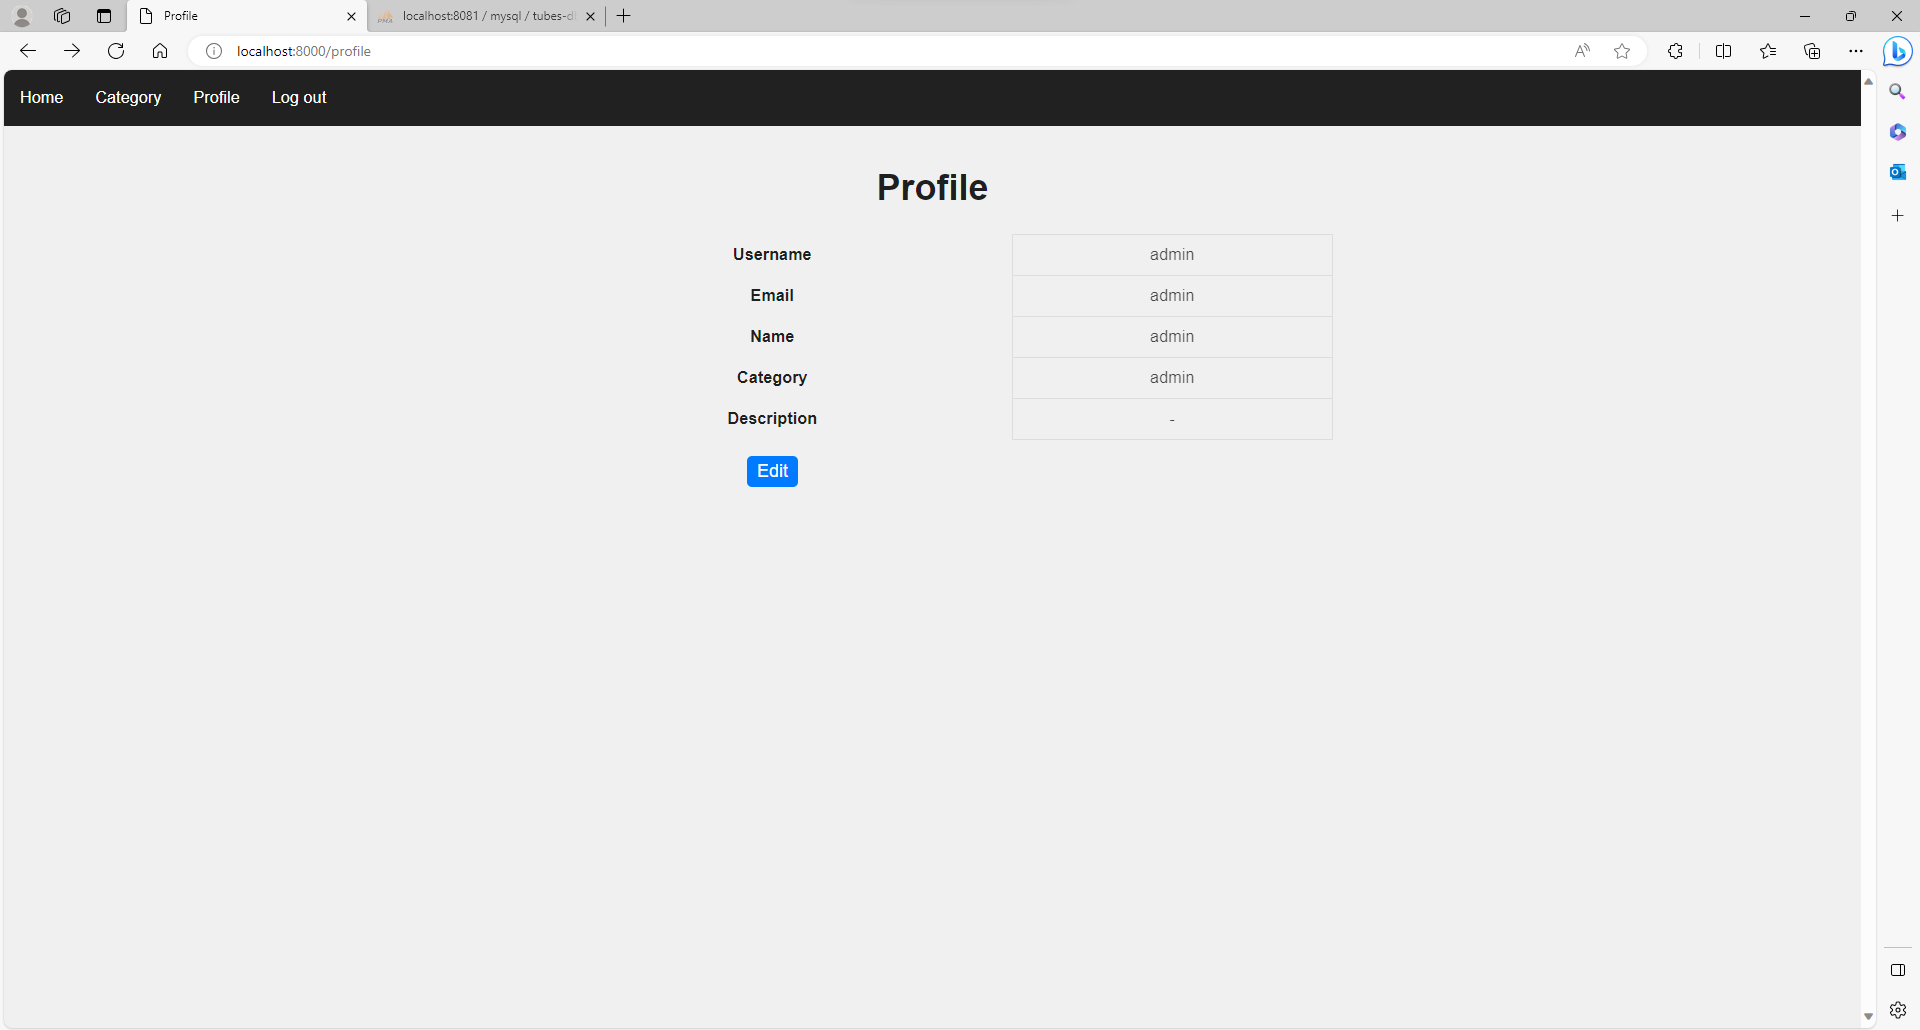 Profile
localhost:8081 / mysql / tubes-d
localhost:8000/profile
Home Category Profile Log out
Profile
Username admin
Email admin
Name admin
Category admin
Description -
Edit